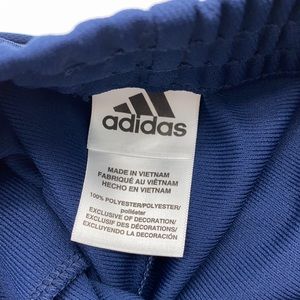 adidas
MADE IN VIETNAM
FABRIQUÉ AU VIÊTNAM
HECHO EN VIETNAM
100% POLYESTER/POLYESTER/
poliéster
EXCLUSIVE OF DECORATION/
EXCLUSIF DES DÉCORATIONS/
EXCLUYENDO LA DECORACIÓN